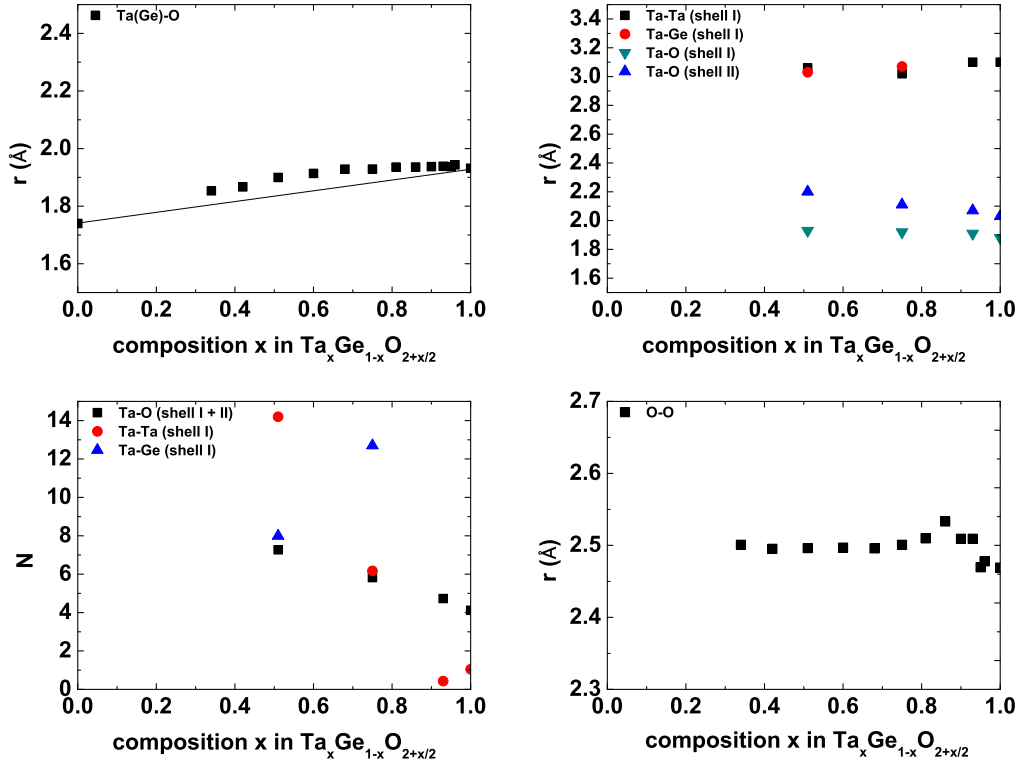 2.4
2.2
2.0
1.8
1.6
r (Å)
Ta(Ge)-O
0.0 0.2 0.4 0.6 0.8 1.0
composition x in TaxGe1-xO2+x/2
3.4
3.2
3.0
2.8
2.6
2.4
2.2
2.0
1.8
1.6
r (Å)
Ta-Ta (shell I)
Ta-Ge (shell I)
Ta-O (shell I)
Ta-O (shell II)
0.0 0.2 0.4 0.6 0.8 1.0
composition x in TaxGe1-xO2+x/2
14
12
10
8
6
4
2
0
N
Ta-O (shell I + II)
Ta-Ta (shell I)
Ta-Ge (shell I)
0.0 0.2 0.4 0.6 0.8 1.0
composition x in TaxGe1-xO2+x/2
2.7
2.6
2.5
2.4
2.3
r (Å)
O-O
0.0 0.2 0.4 0.6 0.8 1.0
composition x in TaxGe1-xO2+x/2